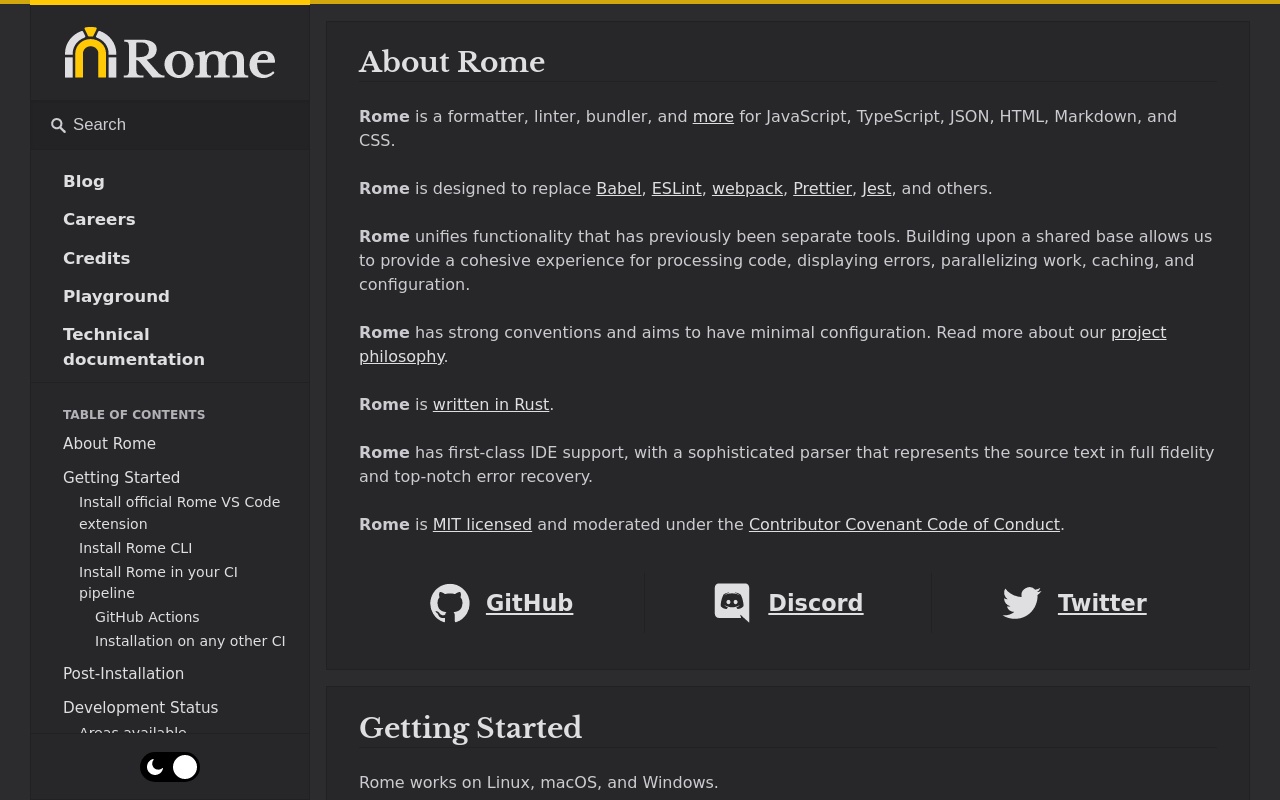 Rome
Search
Blog
Careers
Credits
Playground
Technical
documentation
TABLE OF CONTENTS
About Rome
Getting Started
Install official Rome VS Code
extension
Install Rome CLI
Install Rome in your CI
pipeline
GitHub Actions
Installation on any other CI
Post-Installation
Development Status
Areas available
About Rome
Rome is a formatter, linter, bundler, and more for JavaScript, TypeScript, JSON, HTML, Markdown, and
CSS.
Rome is designed to replace Babel, ESLint, webpack, Prettier, Jest, and others.
Rome unifies functionality that has previously been separate tools. Building upon a shared base allows us
to provide a cohesive experience for processing code, displaying errors, parallelizing work, caching, and
configuration.
Rome has strong conventions and aims to have minimal configuration. Read more about our project
philosophy.
Rome is written in Rust.
Rome has first-class IDE support, with a sophisticated parser that represents the source text in full fidelity
and top-notch error recovery.
Rome is MIT licensed and moderated under the Contributor Covenant Code of Conduct.
GitHub
Discord
Twitter
Getting Started
Rome works on Linux, macOS, and Windows.